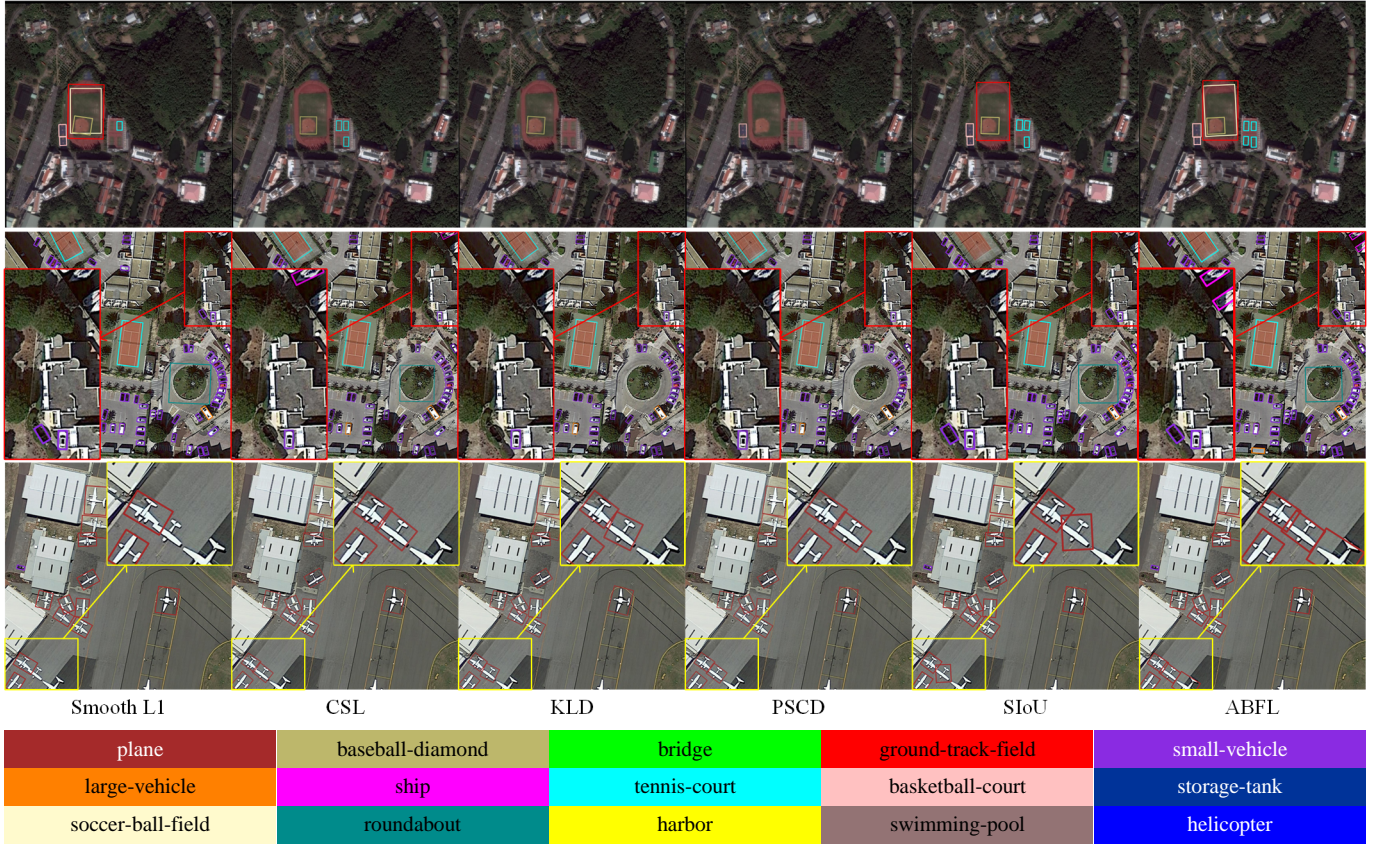 Smooth L1 CSL KLD PSCD SIoU ABFL
plane baseball-diamond bridge ground-track-field small-vehicle
large-vehicle ship tennis-court basketball-court storage-tank
soccer-ball-field roundabout harbor swimming-pool helicopter